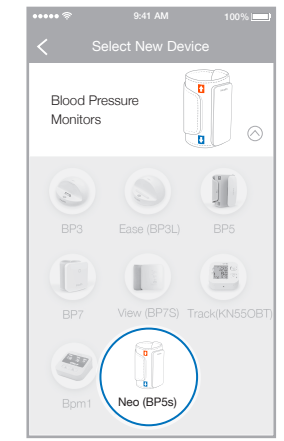 9:41 AM
100%
Select New Device
Blood Pressure
Monitors
BP3
Ease (BP3L)
BP5
BP7
View (BP7S)
Track(KN55OBT)
Bpm1
Neo (BP5s)